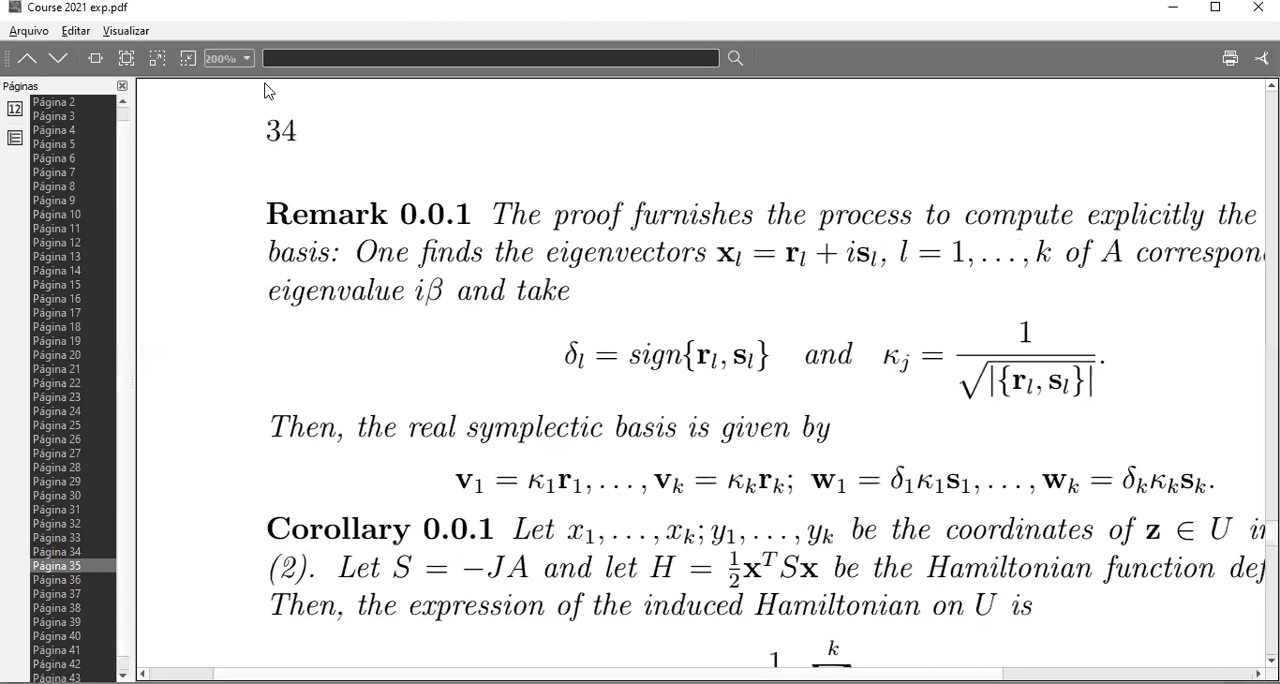 Course 2021 exp.pdf
Arquivo Editar Visualizar
200%
Páginas
12
Página 2
Página 3
Página 4
Página 5
Página 6
Página 7
Página 8
Página 9
Página 10
Página 11
Página 12
Página 13
Página 14
Página 15
Página 16
Página 17
Página 18
Página 19
Página 20
Página 21
Página 22
Página 23
Página 24
Página 25
Página 26
Página 27
Página 28
Página 29
Página 30
Página 31
Página 32
Página 33
Página 34
Página 35
Página 36
Página 37
Página 38
Página 39
Página 40
Página 41
Página 42
Página 43
34
Remark 0.0.1 The proof furnishes the process to compute explicitly the
basis: One finds the eigenvectors x_l = r_l + is_l, l = 1, . . . , k of A correspon
eigenvalue iβ and take
δ_l = sign{r_l, s_l} and κ_j = 1 / √|{r_l, s_l}|.
Then, the real symplectic basis is given by
v_1 = κ_1r_1, . . . , v_k = κ_kr_k; w_1 = δ_1κ_1s_1, . . . , w_k = δ_kκ_ks_k.
Corollary 0.0.1 Let x_1, . . . , x_k; y_1, . . . , y_k be the coordinates of z ∈ U i
(2). Let S = −JA and let H = ½x^T Sx be the Hamiltonian function def
Then, the expression of the induced Hamiltonian on U is
1 k